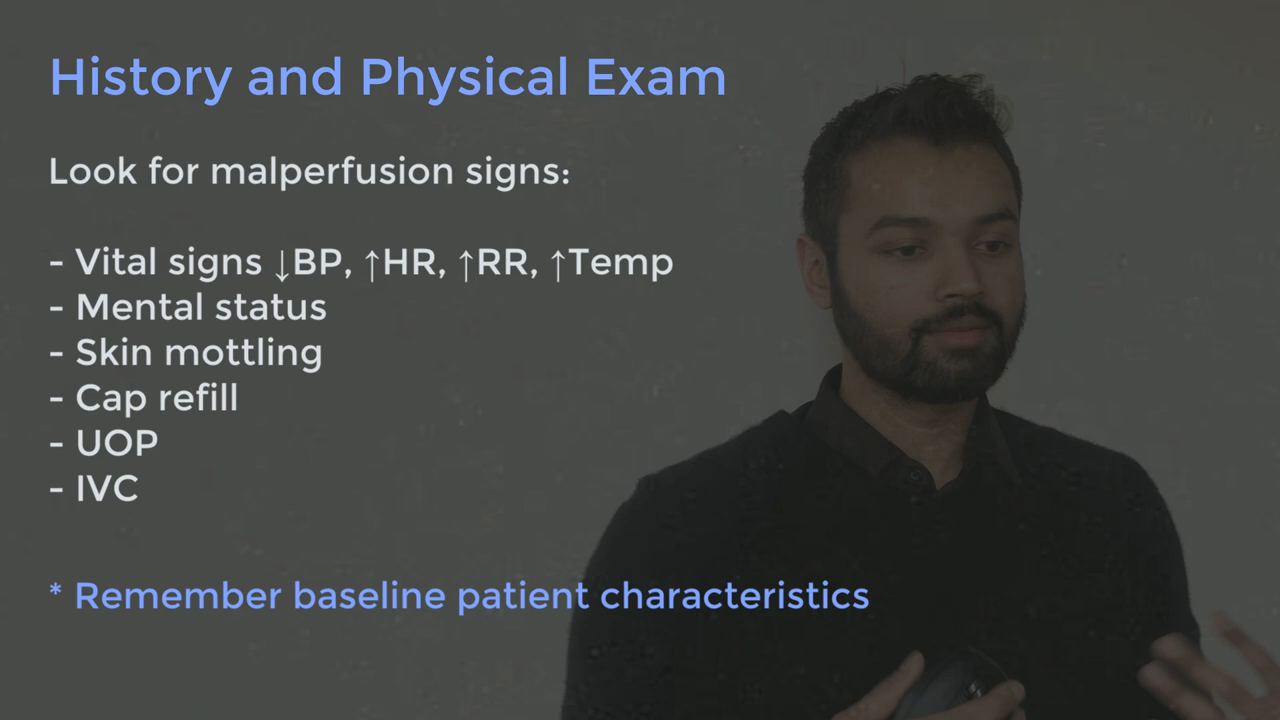 History and Physical Exam
Look for malperfusion signs:
- Vital signs ↓BP, ↑HR, ↑RR, ↑Temp
- Mental status
- Skin mottling
- Cap refill
- UOP
- IVC
* Remember baseline patient characteristics